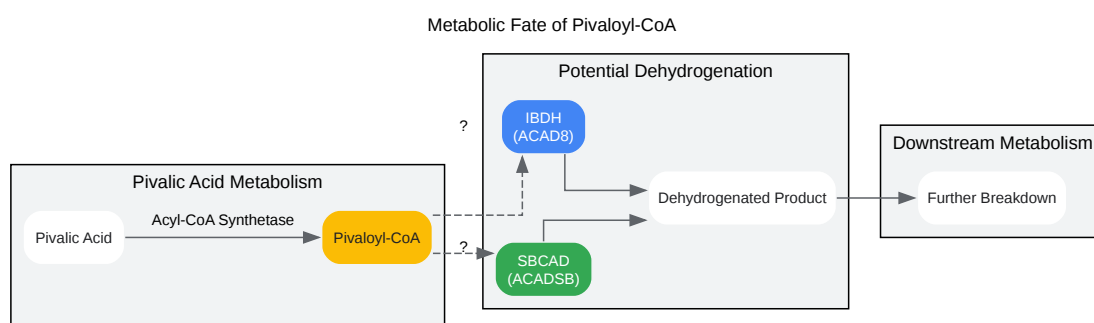 Metabolic Fate of Pivaloyl-CoA
Potential Dehydrogenation
IBDH
(ACAD8)
?
Downstream Metabolism
Pivalic Acid Metabolism
Dehydrogenated Product
Further Breakdown
Acyl-CoA Synthetase
Pivalic Acid
Pivaloyl-CoA
?
SBCAD
(ACADSB)